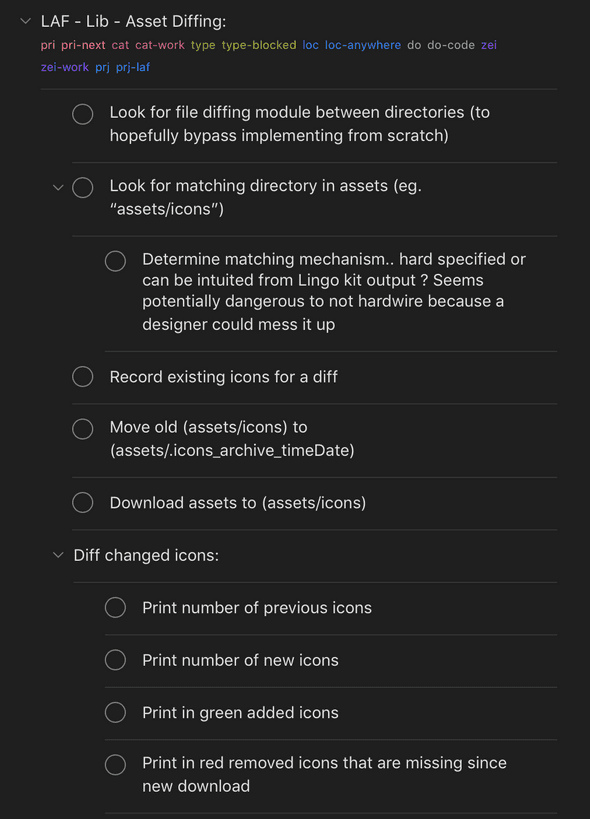 LAF - Lib - Asset Diffing:
pri pri-next cat cat-work type type-blocked loc loc-anywhere do do-code zei
zei-work prj prj-laf
Look for file diffing module between directories (to
hopefully bypass implementing from scratch)
Look for matching directory in assets (eg.
“assets/icons”)
Determine matching mechanism.. hard specified or
can be intuited from Lingo kit output ? Seems
potentially dangerous to not hardwire because a
designer could mess it up
Record existing icons for a diff
Move old (assets/icons) to
(assets/.icons_archive_timeDate)
Download assets to (assets/icons)
Diff changed icons:
Print number of previous icons
Print number of new icons
Print in green added icons
Print in red removed icons that are missing since
new download